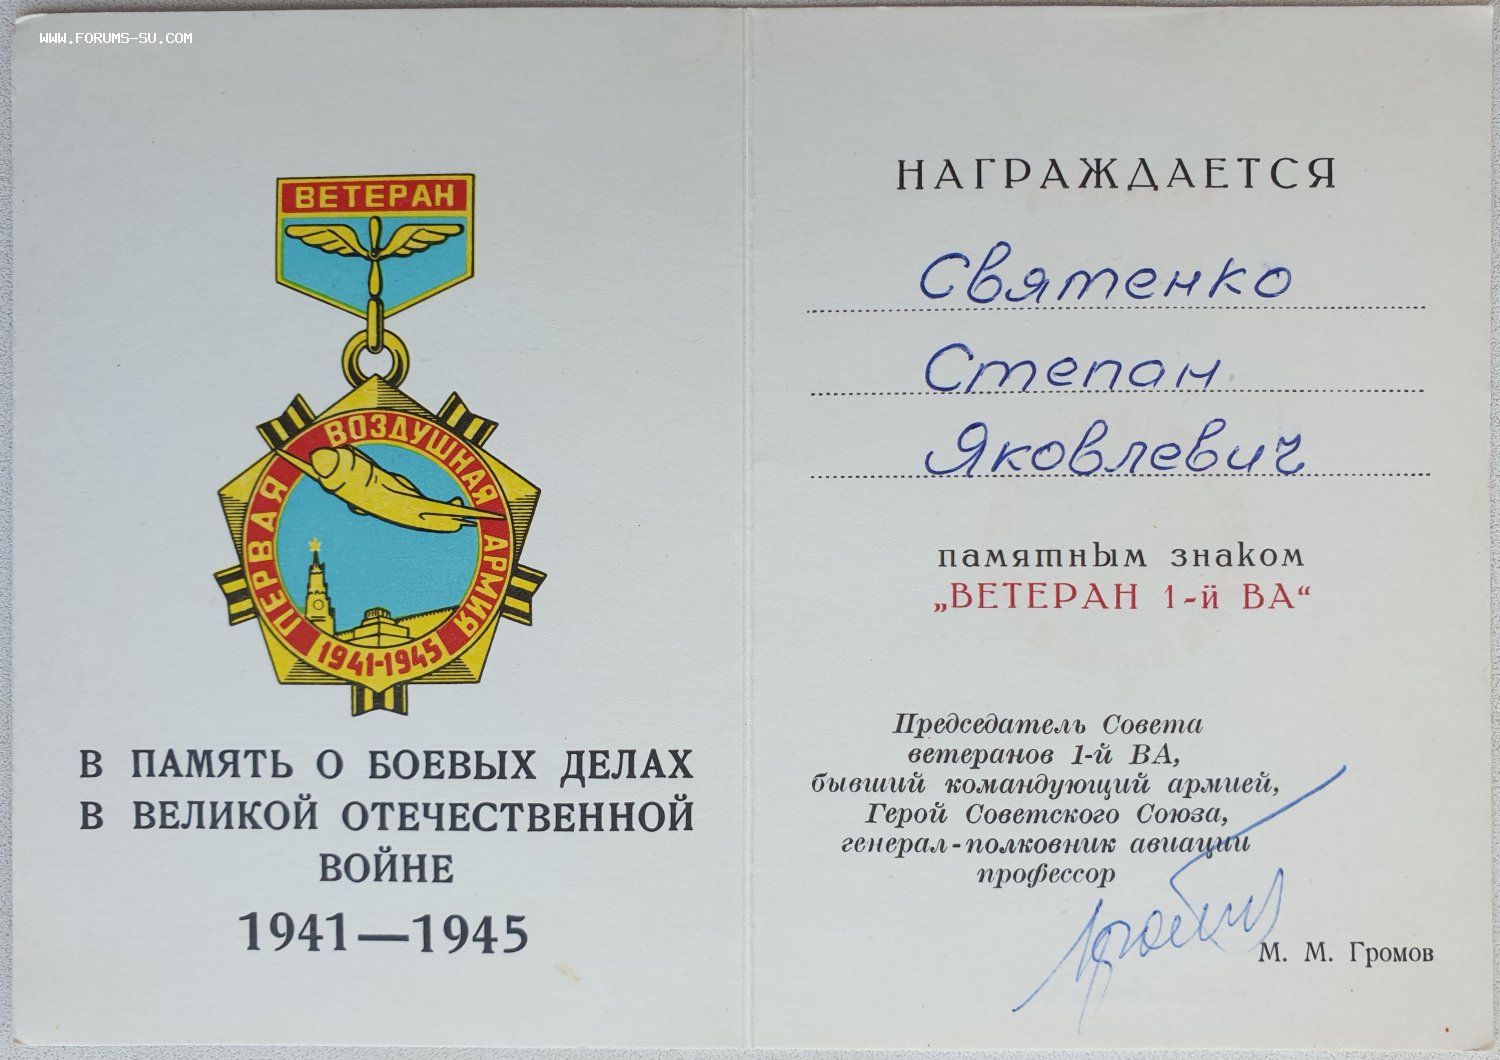 WWW.FORUMS-SU.COM
ВЕТЕРАН
ПЕРВАЯ ВОЗДУШНАЯ АРМИЯ
1941-1945
В ПАМЯТЬ О БОЕВЫХ ДЕЛАХ
В ВЕЛИКОЙ ОТЕЧЕСТВЕННОЙ
ВОЙНЕ
1941—1945
НАГРАЖДАЕТСЯ
Святенко
Степан
Яковлевич
памятным знаком
„ВЕТЕРАН 1-й ВА“
Председатель Совета
ветеранов 1-й ВА,
бывший командующий армией,
Герой Советского Союза,
генерал-полковник авиации
профессор
М. М. Громов